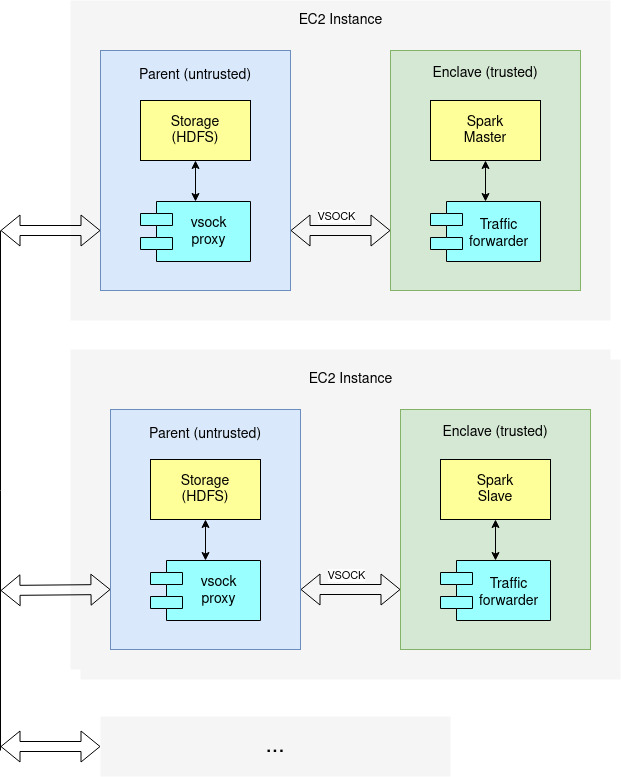 EC2 Instance
Parent (untrusted)
Enclave (trusted)
Storage
(HDFS)
Spark
Master
vsock
proxy
VSOCK
Traffic
forwarder
EC2 Instance
Parent (untrusted)
Enclave (trusted)
Storage
(HDFS)
Spark
Slave
vsock
proxy
VSOCK
Traffic
forwarder
...